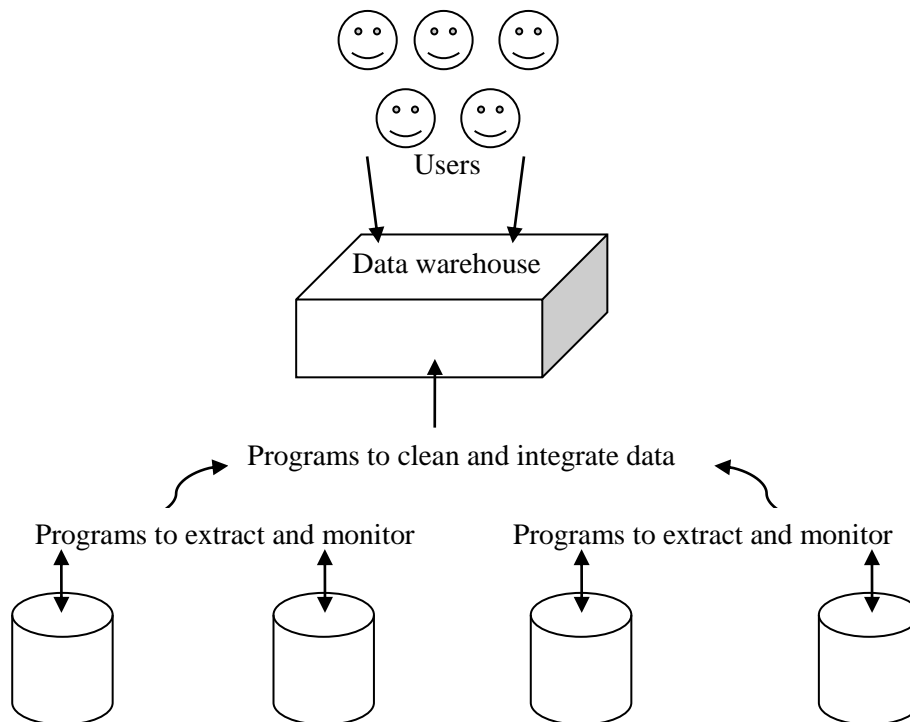 Users
Data warehouse
Programs to clean and integrate data
Programs to extract and monitor
Programs to extract and monitor